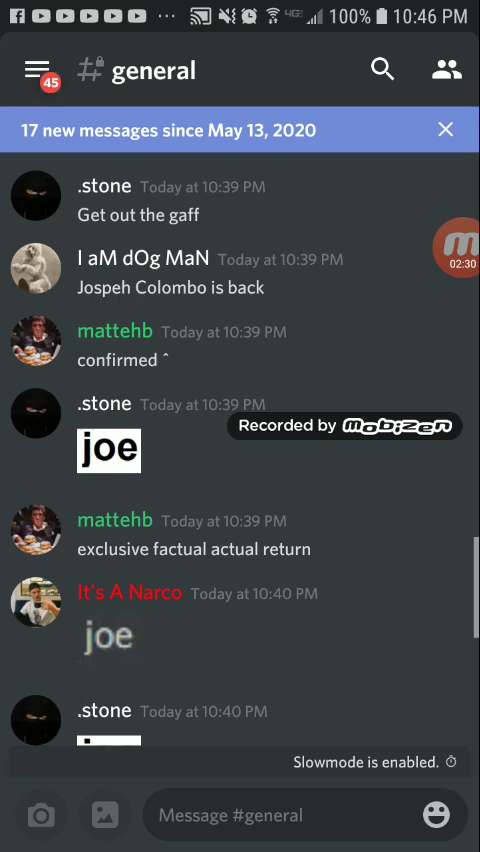 4G 100% 10:46 PM
45
general
17 new messages since May 13, 2020
.stone Today at 10:39 PM
Get out the gaff
I aM dOg MaN Today at 10:39 PM
Jospeh Colombo is back
02:30
mattehb Today at 10:39 PM
confirmed ^
.stone Today at 10:39 PM
Recorded by mobizen
joe
mattehb Today at 10:39 PM
exclusive factual actual return
It's A Narco Today at 10:40 PM
joe
.stone Today at 10:40 PM
Slowmode is enabled.
Message #general